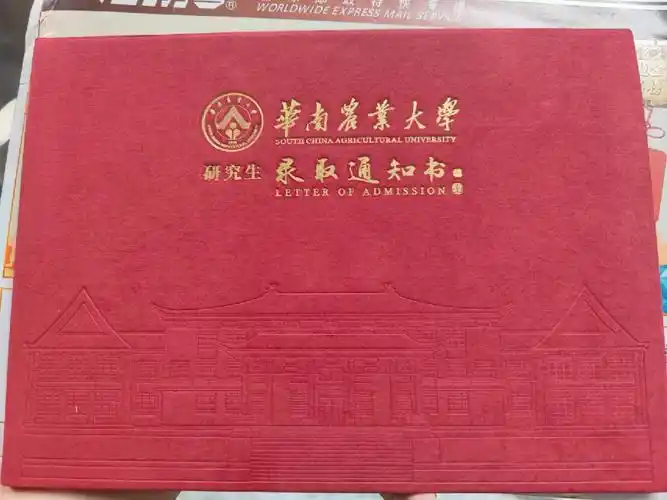 WORLDWIDE EXPRESS MAIL SERVICE
華南農業大學
SOUTH CHINA AGRICULTURAL UNIVERSITY
研究生 录取通知书
LETTER OF ADMISSION